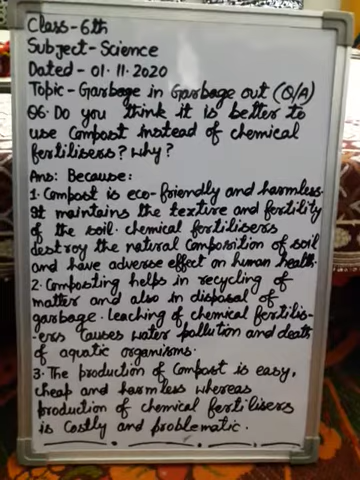 Class-6th
Subject-Science
Dated-01.11.2020
Topic-Garbage in Garbage out (Q/A)
Q6. Do you think it is better to
use Compost instead of chemical
fertilisers? Why?
Ans: Because:
1. Compost is eco-friendly and harmless.
It maintains the texture and fertility
of the soil. chemical fertilisers
destroy the natural Composition of soil
and have adverse effect on human health.
2. Composting helps in recycling of
matter and also in disposal of
garbage. leaching of chemical fertilis-
-ers Causes water pollution and death
of aquatic organisms.
3. The production of Compost is easy,
cheap and harmless whereas
production of chemical fertilisers
is Costly and problematic.